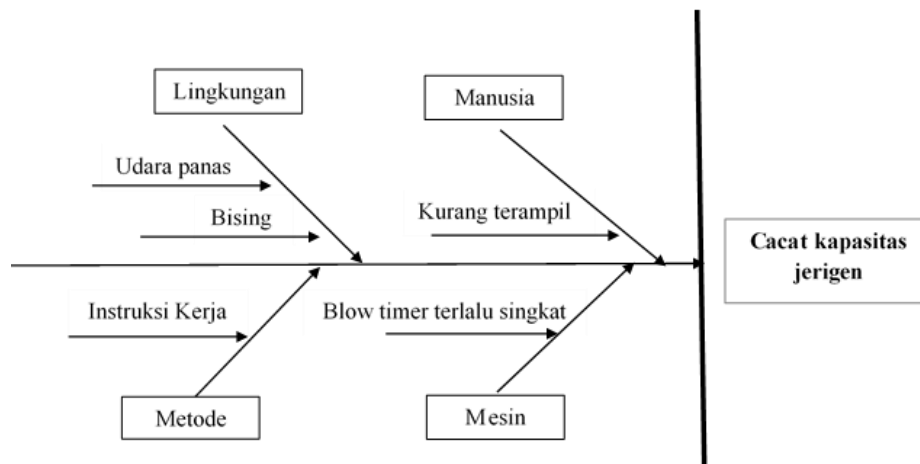 Lingkungan
Manusia
Udara panas
Bising
Kurang terampil
Cacat kapasitas
jerigen
Instruksi Kerja
Blow timer terlalu singkat
Metode
Mesin